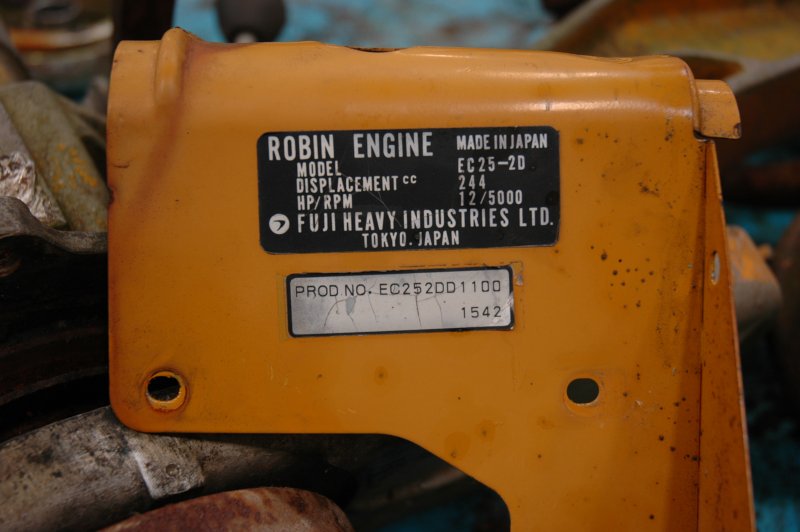 ROBIN ENGINE MADE IN JAPAN
MODEL EC25-2D
DISPLACEMENT CC 244
HP/RPM 12/5000
FUJI HEAVY INDUSTRIES LTD.
TOKYO. JAPAN
PROD.NO. EC252DD1100
1542